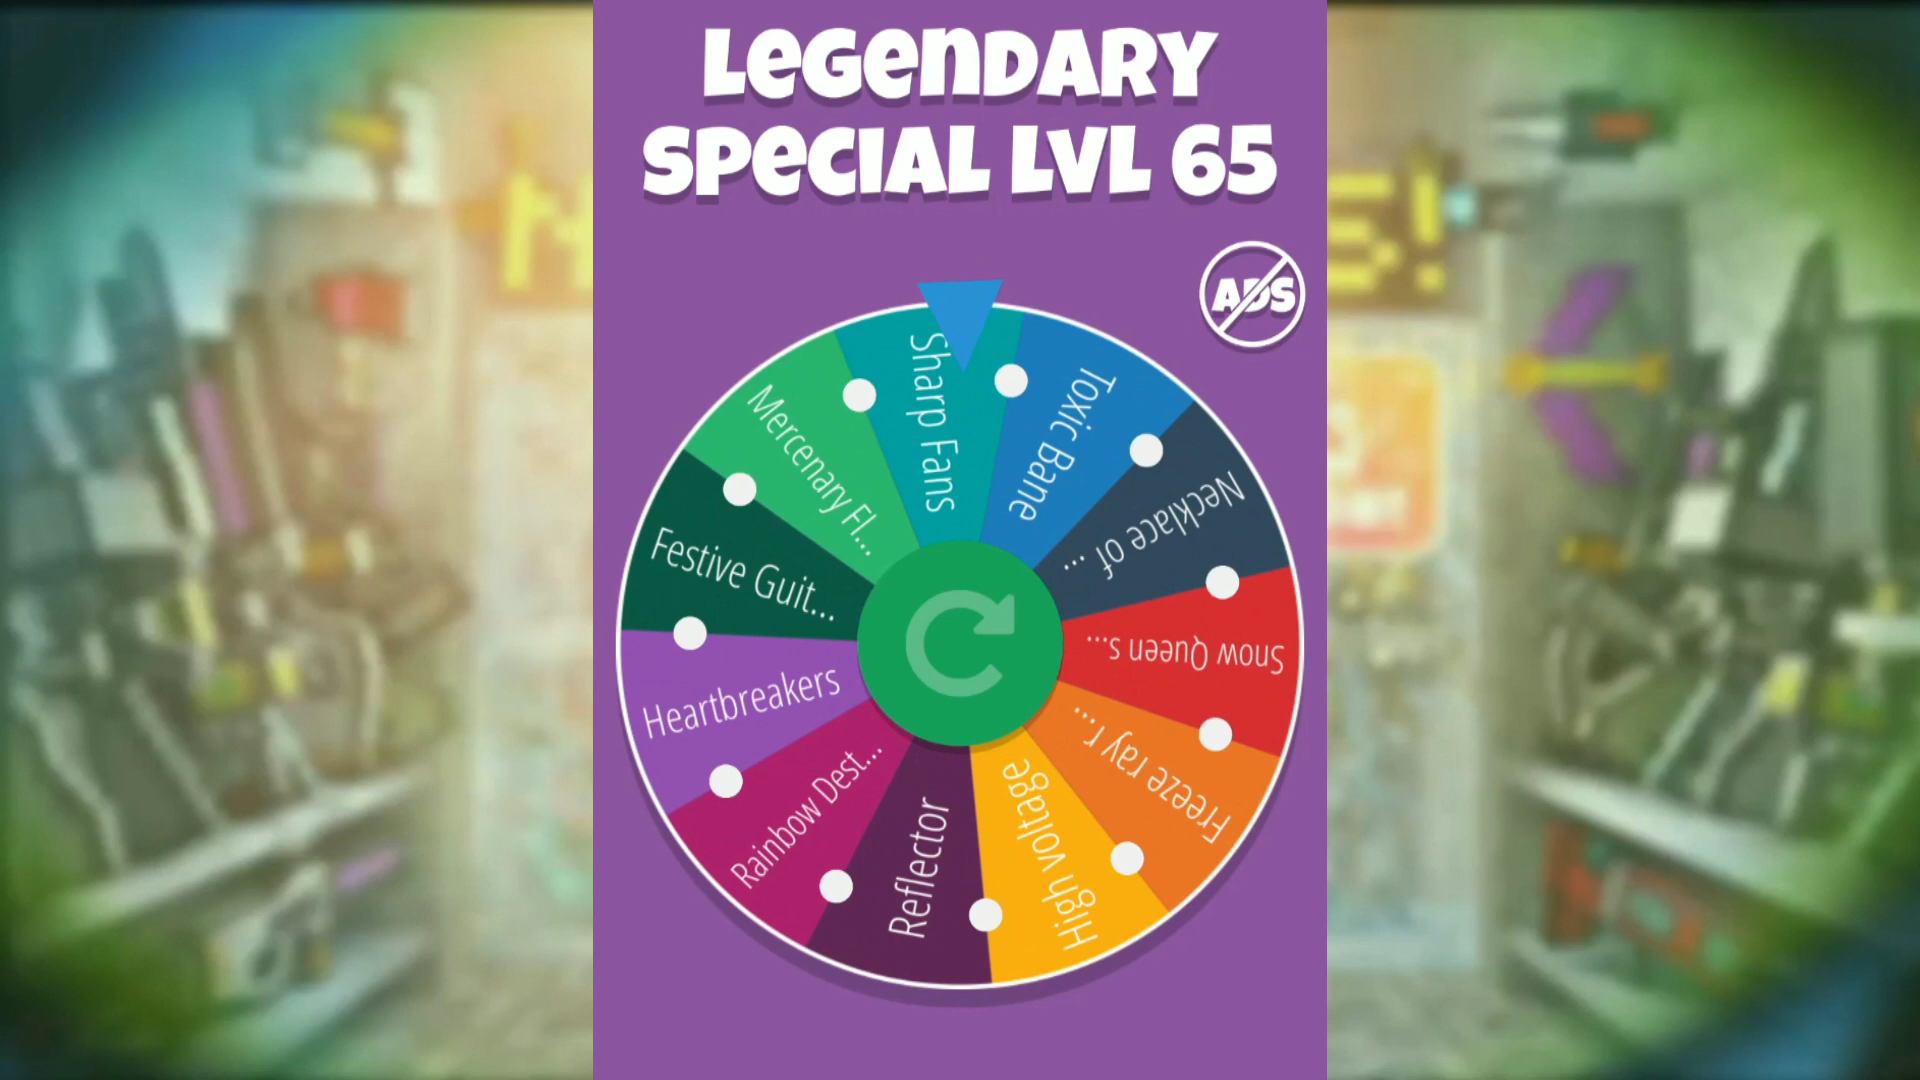 LEGENDARY
SPECIAL LVL 65
ADS
Sharp Fans
Toxic Bane
Necklace of ...
Snow Queen s...
Freeze ray r...
High voltage
Reflector
Rainbow Dest...
Heartbreakers
Festive Guit...
Mercenary Fl...